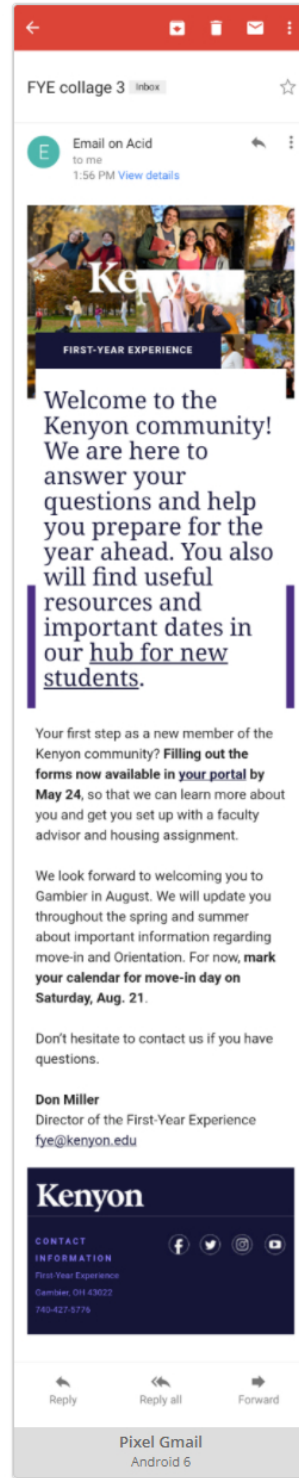 FYE collage 3 Inbox
E
Email on Acid
to me
1:56 PM View details
Kenyon
FIRST-YEAR EXPERIENCE
Welcome to the
Kenyon community!
We are here to
answer your
questions and help
you prepare for the
year ahead. You also
will find useful
resources and
important dates in
our hub for new
students.
Your first step as a new member of the
Kenyon community? Filling out the
forms now available in your portal by
May 24, so that we can learn more about
you and get you set up with a faculty
advisor and housing assignment.
We look forward to welcoming you to
Gambier in August. We will update you
throughout the spring and summer
about important information regarding
move-in and Orientation. For now, mark
your calendar for move-in day on
Saturday, Aug. 21.
Don't hesitate to contact us if you have
questions.
Don Miller
Director of the First-Year Experience
fye@kenyon.edu
Kenyon
CONTACT
INFORMATION
First-Year Experience
Gambier, OH 43022
740-427-5776
Reply
Reply all
Forward
Pixel Gmail
Android 6